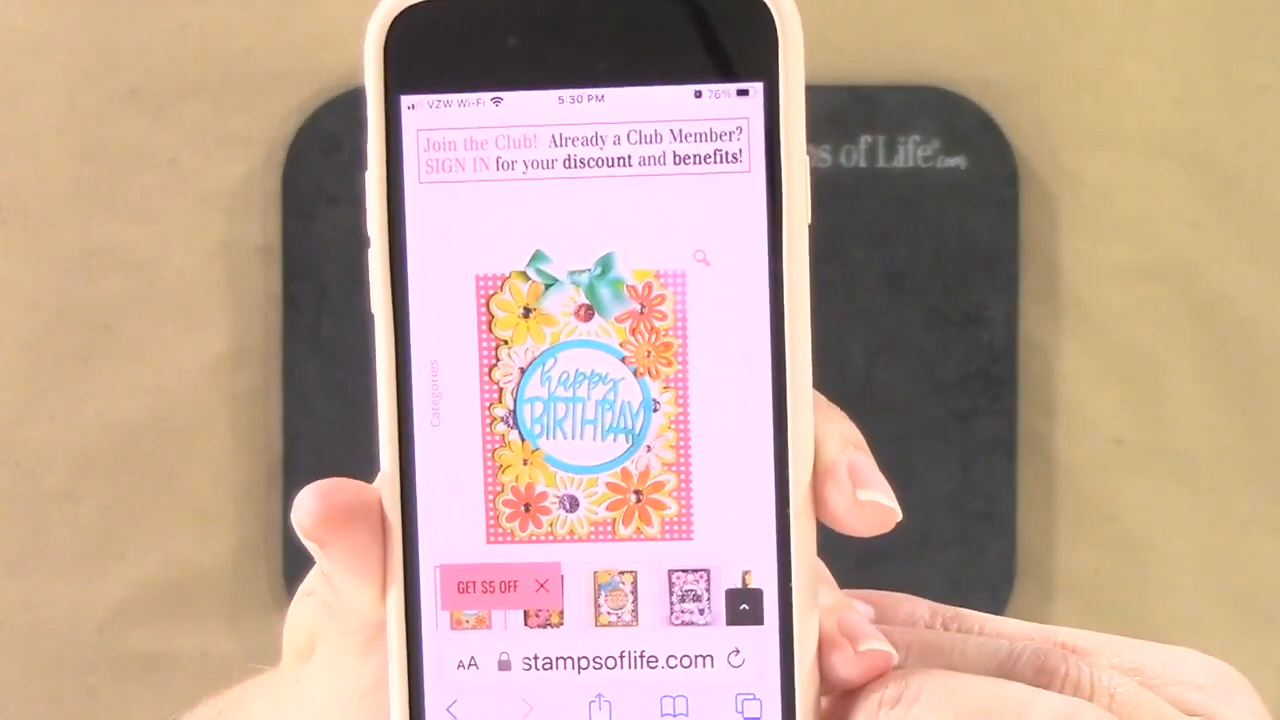 VZW Wi-Fi 5:30 PM 76%
Join the Club! Already a Club Member?
SIGN IN for your discount and benefits!
of Life
Categories
happy
BIRTHDAY
GET $5 OFF
AA stampsoflife.com